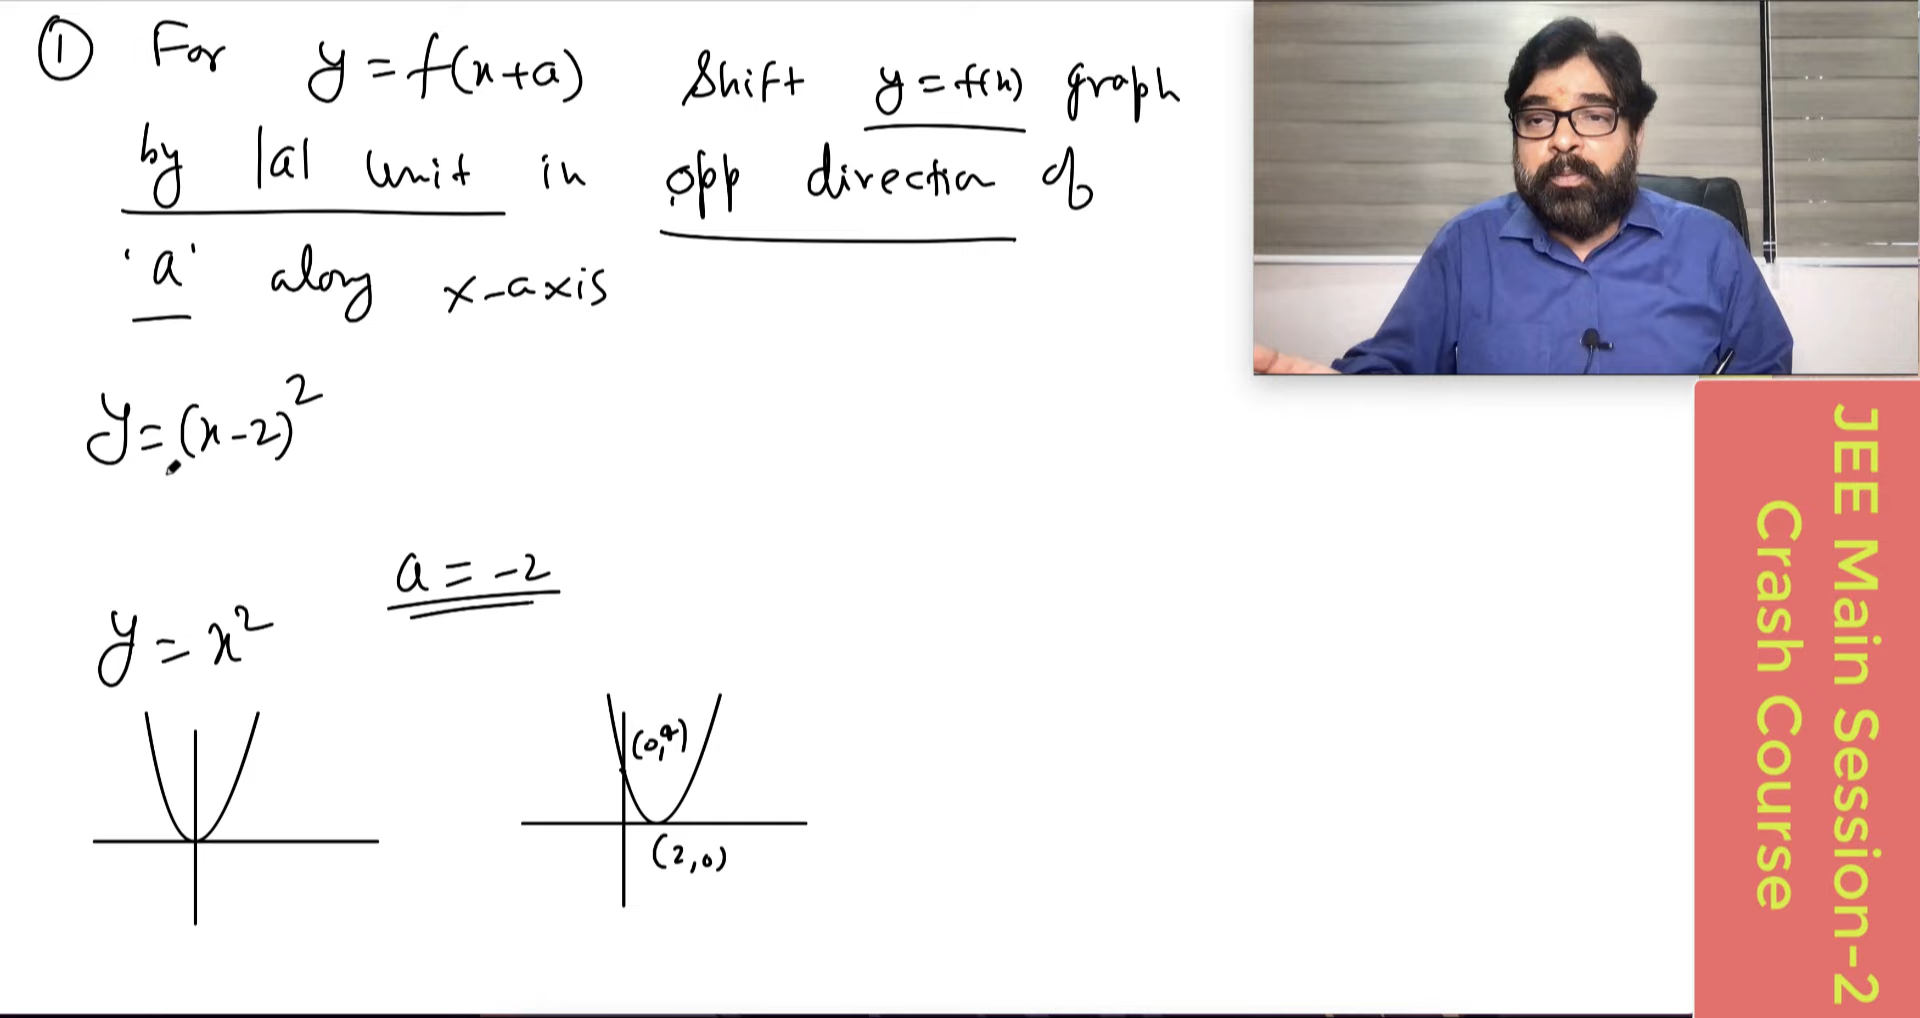 ① For y = f(x+a) Shift y = f(x) graph
by |a| unit in opp direction of
'a' along x-axis
y = (x-2)²
a = -2
y = x²
(0,4)
(2,0)
JEE Main Session-2
Crash Course